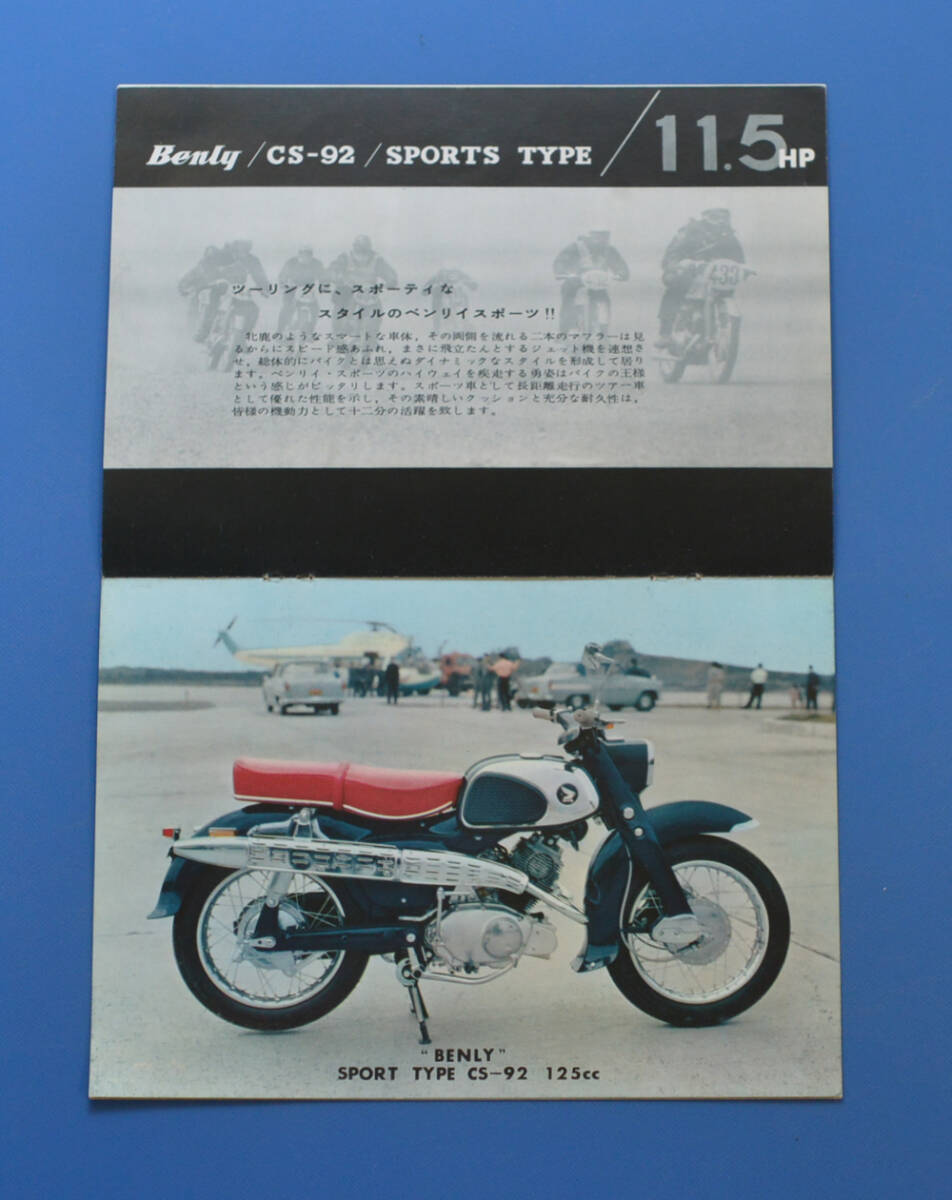 Benly / CS-92 / SPORTS TYPE / 11.5 HP
433
ツーリングに、スポーティな
スタイルのベンリイスポーツ!!
牝鹿のようなスマートな車体，その両側を流れる二本のマフラーは見
るからにスピード感あふれ，まさに飛立たんとするジェット機を連想さ
せ，総体的にバイクとは思えぬダイナミックなスタイルを形成して居り
ます。ベンリイ・スポーツのハイウェイを疾走する勇姿はバイクの王様
という感じがピッタリします。スポーツ車として長距離走行のツアー車
として優れた性能を示し，その素晴しいクッションと充分な耐久性は，
皆様の機動力として十二分の活躍を致します。
"BENLY"
SPORT TYPE CS-92 125cc